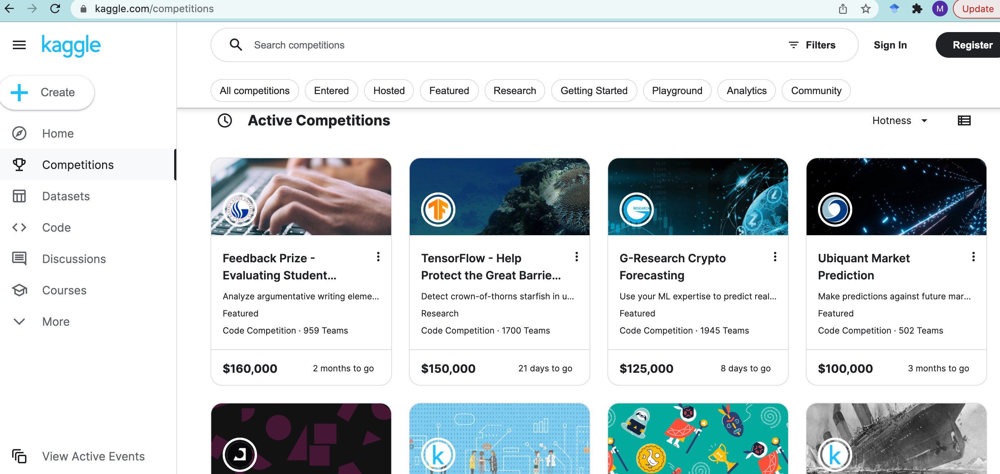 kaggle.com/competitions
M
Update
kaggle
Search competitions
Filters
Sign In
Register
Create
All competitions
Entered
Hosted
Featured
Research
Getting Started
Playground
Analytics
Community
Home
Competitions
Datasets
Code
Discussions
Courses
More
View Active Events
Active Competitions
Hotness
Feedback Prize -
Evaluating Student...
Analyze argumentative writing eleme...
Featured
Code Competition · 959 Teams
$160,000
2 months to go
TensorFlow - Help
Protect the Great Barrie...
Detect crown-of-thorns starfish in u...
Research
Code Competition · 1700 Teams
$150,000
21 days to go
RESEARCH
G-Research Crypto
Forecasting
Use your ML expertise to predict real...
Featured
Code Competition · 1945 Teams
$125,000
8 days to go
Ubiquant Market
Prediction
Make predictions against future mar...
Featured
Code Competition · 502 Teams
$100,000
3 months to go
k
k